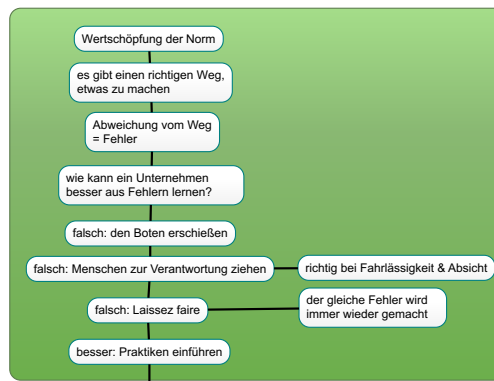 Wertschöpfung der Norm
es gibt einen richtigen Weg,
etwas zu machen
Abweichung vom Weg
= Fehler
wie kann ein Unternehmen
besser aus Fehlern lernen?
falsch: den Boten erschießen
falsch: Menschen zur Verantwortung ziehen
richtig bei Fahrlässigkeit & Absicht
falsch: Laissez faire
der gleiche Fehler wird
immer wieder gemacht
besser: Praktiken einführen